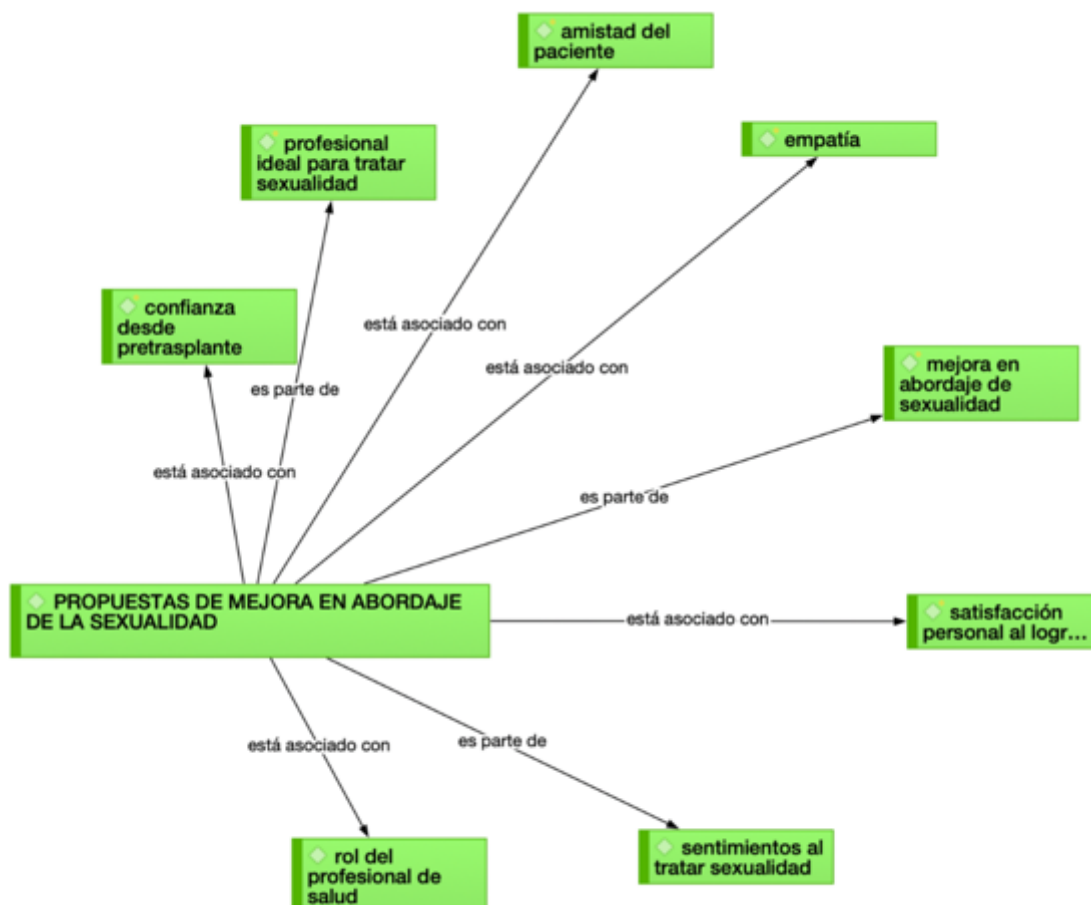 amistad del
paciente
empatía
profesional
ideal para tratar
sexualidad
confianza
desde
pretrasplante
está asociado con
está asociado con
mejora en
abordaje de
sexualidad
es parte de
está asociado con
es parte de
PROPUESTAS DE MEJORA EN ABORDAJE
DE LA SEXUALIDAD
está asociado con
satisfacción
personal al logr...
está asociado con
es parte de
rol del
profesional de
salud
sentimientos al
tratar sexualidad